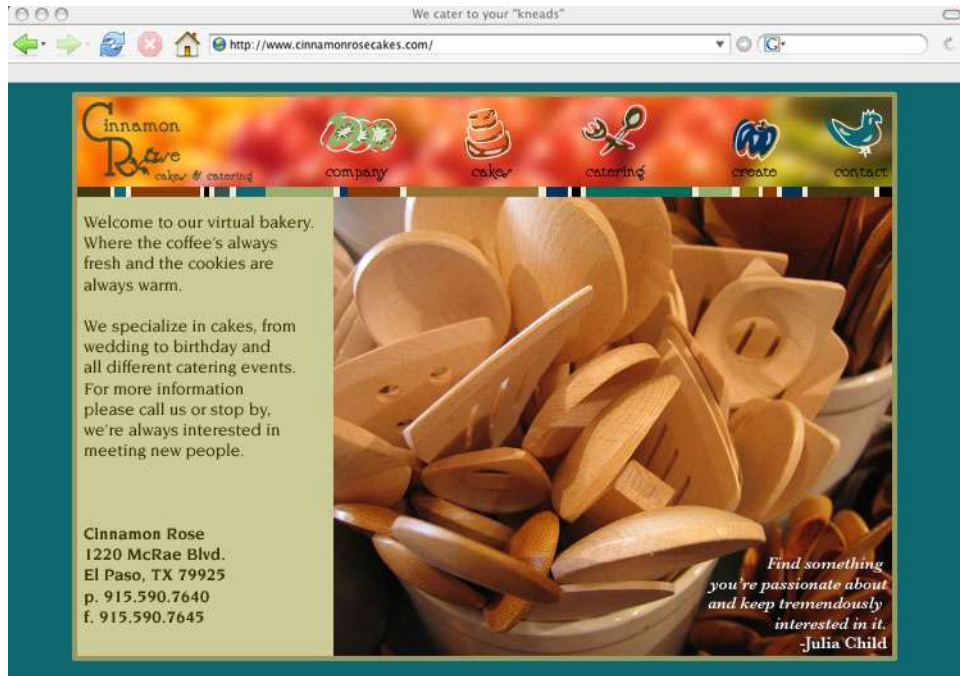 We cater to your "kneads"
http://www.cinnamonrosecakes.com/
G
Cinnamon
Rose
cakes & catering
company
cakes
catering
create
contact
Welcome to our virtual bakery.
Where the coffee's always
fresh and the cookies are
always warm.
We specialize in cakes, from
wedding to birthday and
all different catering events.
For more information
please call us or stop by,
we're always interested in
meeting new people.
Cinnamon Rose
1220 McRae Blvd.
El Paso, TX 79925
p. 915.590.7640
f. 915.590.7645
Find something
you're passionate about
and keep tremendously
interested in it.
-Julia Child